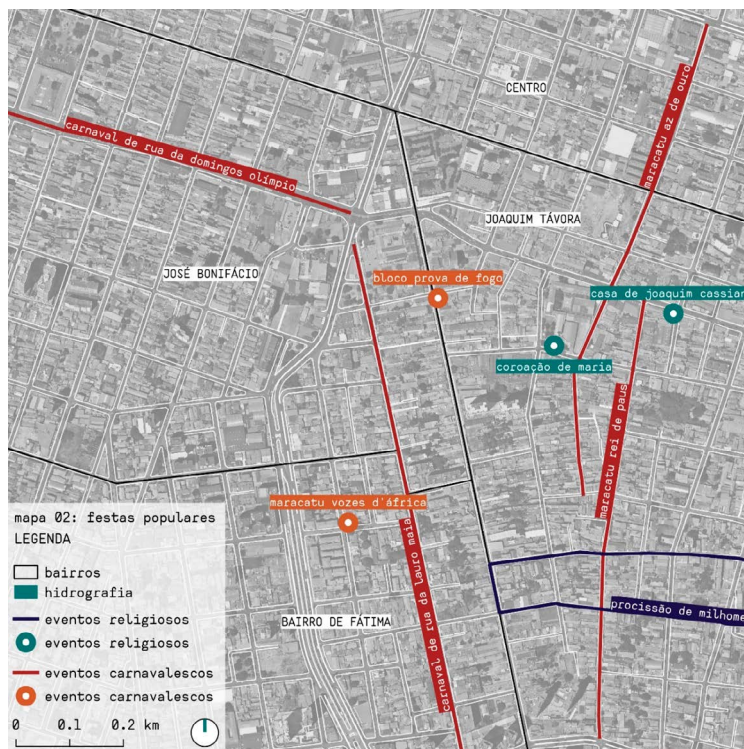 CENTRO
maracatu az de ouro
carnaval de rua da domingos olímpio
JOAQUIM TÁVORA
JOSÉ BONIFÁCIO
bloco prova de fogo
casa de joaquim cassian
coroação de maria
maracatu rei de paus
maracatu vozes d'áfrica
carnaval de rua da lauro maia
BAIRRO DE FÁTIMA
procissão de milhome
mapa 02: festas populares
LEGENDA
bairros
hidrografia
eventos religiosos
eventos religiosos
eventos carnavalescos
eventos carnavalescos
0 0.1 0.2 km